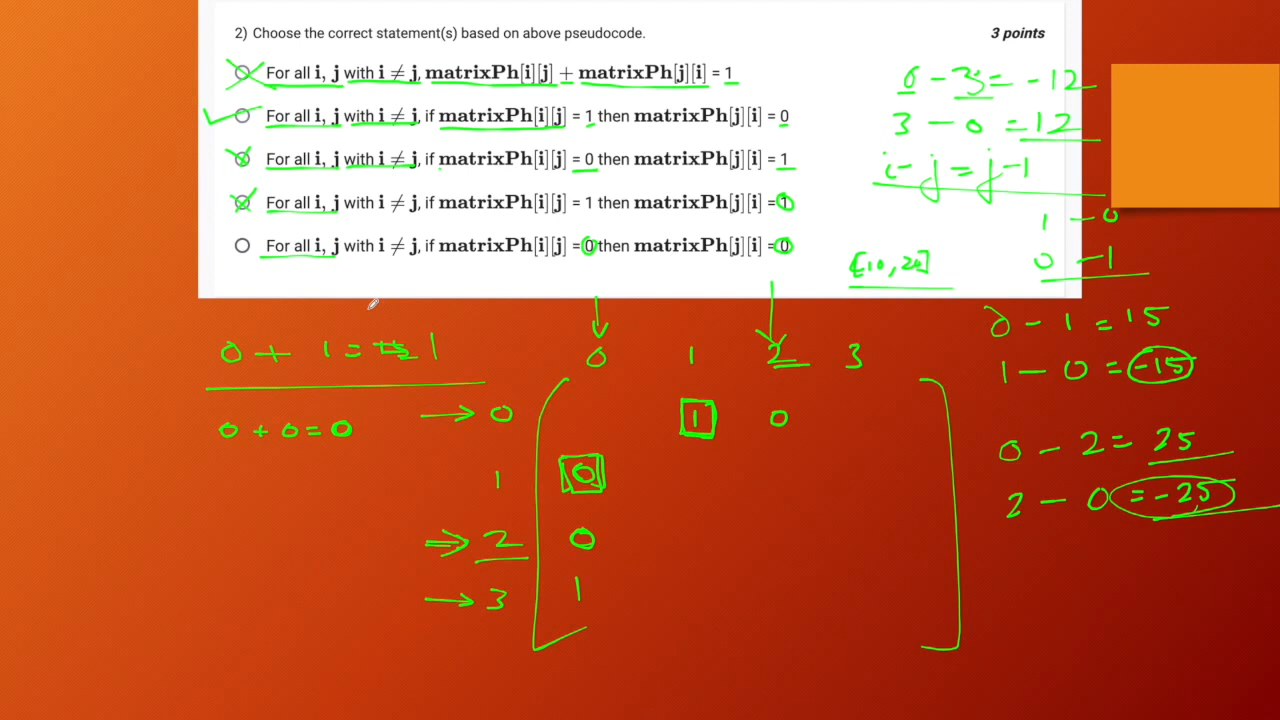 2) Choose the correct statement(s) based on above pseudocode.
3 points
For all i, j with i ≠ j, matrixPh[i][j] + matrixPh[j][i] = 1
For all i, j with i ≠ j, if matrixPh[i][j] = 1 then matrixPh[j][i] = 0
For all i, j with i ≠ j, if matrixPh[i][j] = 0 then matrixPh[j][i] = 1
For all i, j with i ≠ j, if matrixPh[i][j] = 1 then matrixPh[j][i] = 1
For all i, j with i ≠ j, if matrixPh[i][j] = 0 then matrixPh[j][i] = 0
0 - 3 = -12
3 - 0 = 12
i - j = j - 1
1 - 0
0 - 1
[10, 20]
0 - 1 = 15
1 - 0 = -15
0 - 2 = 25
2 - 0 = -25
0 + 1 = 1
0 + 0 = 0
0 1 2 3
0 1 0
1 0
2 0
3 1